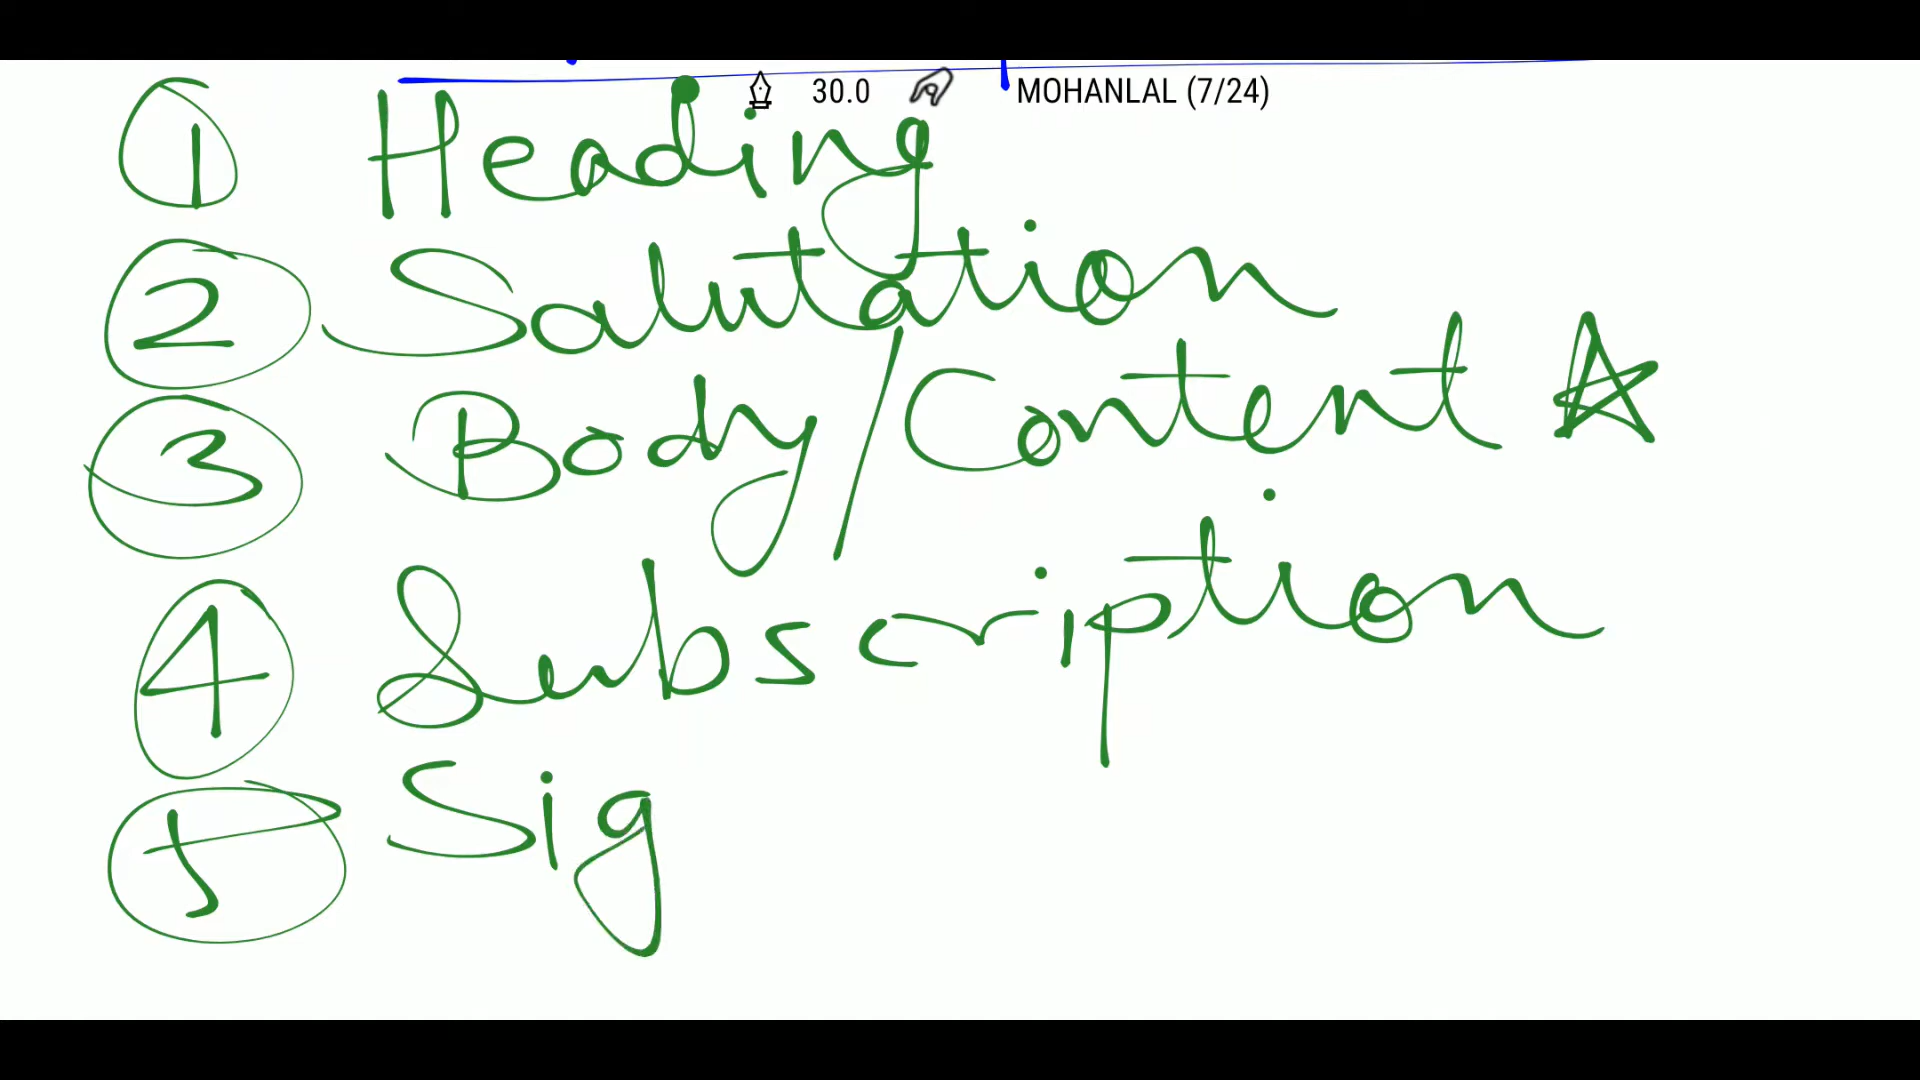 30.0 MOHANLAL (7/24)
1 Heading
2 Salutation
3 Body/Content
4 Subscription
5 Sig